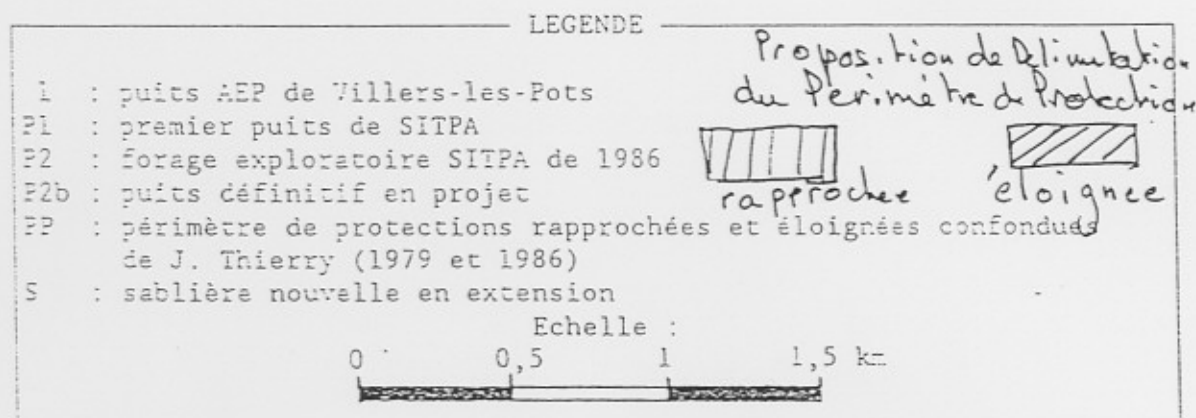 LEGENDE
Proposition de Délimitation
du Périmètre de Protection
rapprochée
éloignée
1 : puits AEP de Villers-les-Pots
P1 : premier puits de SITPA
P2 : forage exploratoire SITPA de 1986
P2b : puits définitif en projet
PP : périmètre de protections rapprochées et éloignées confondues
de J. Thierry (1979 et 1986)
S : sablière nouvelle en extension
Echelle :
0 0,5 1 1,5 km